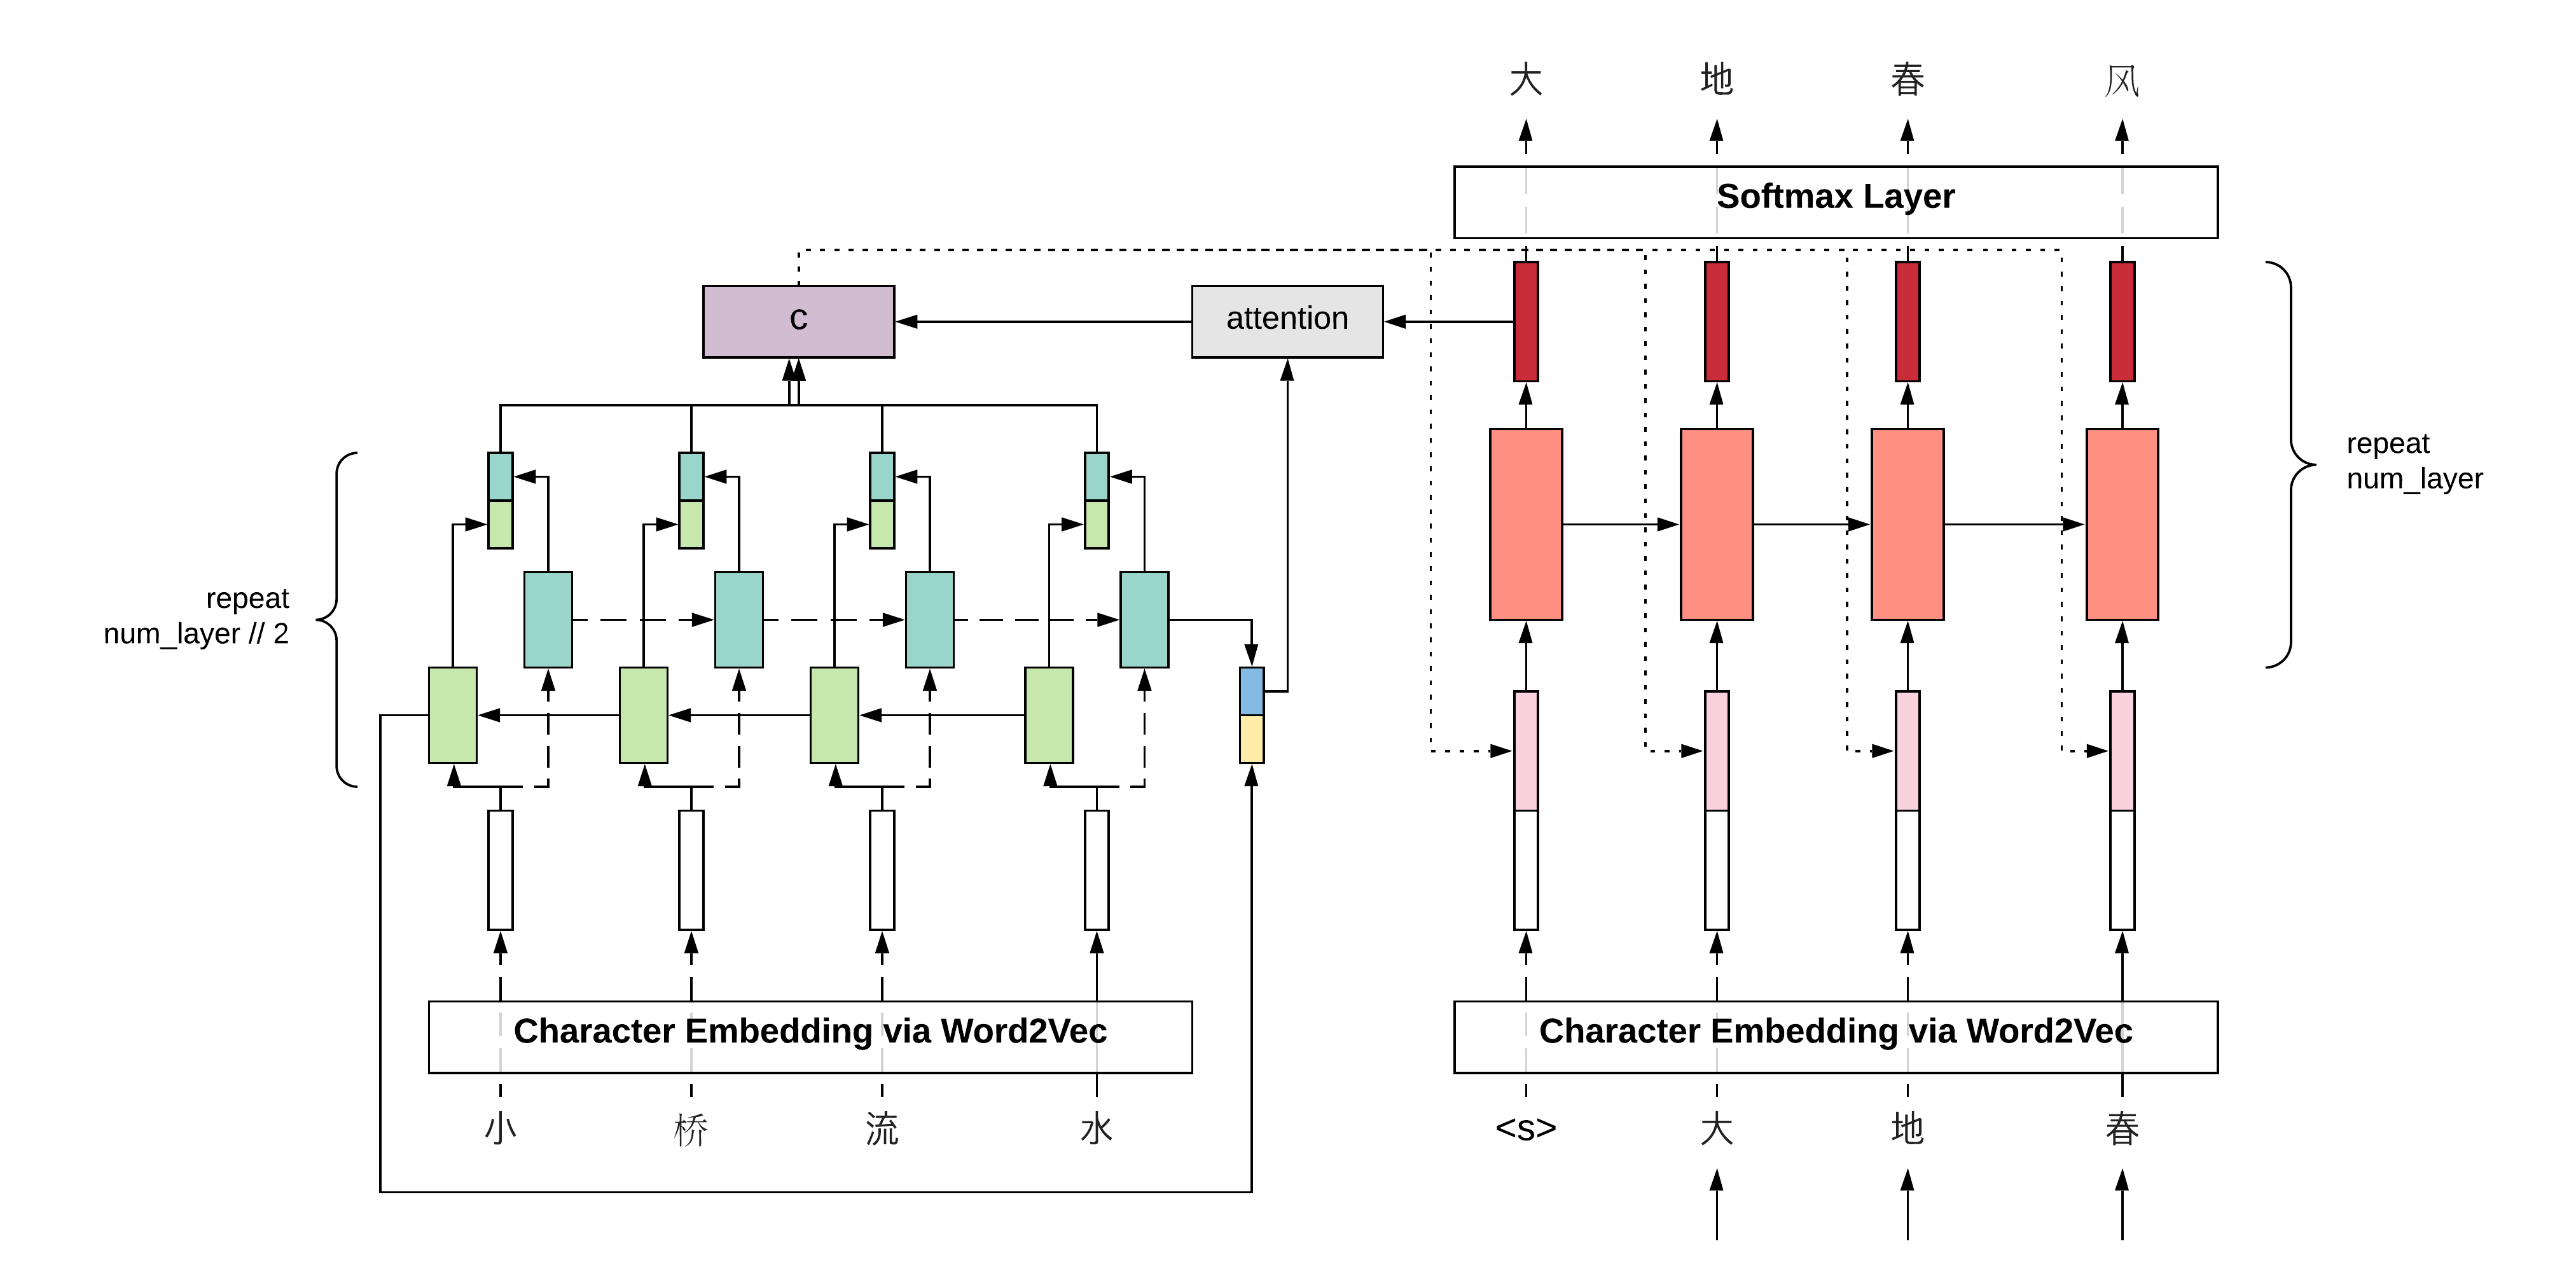 大 地 春 风
Softmax Layer
c
attention
repeat
num_layer
repeat
num_layer // 2
Character Embedding via Word2Vec
Character Embedding via Word2Vec
小 桥 流 水
<s> 大 地 春